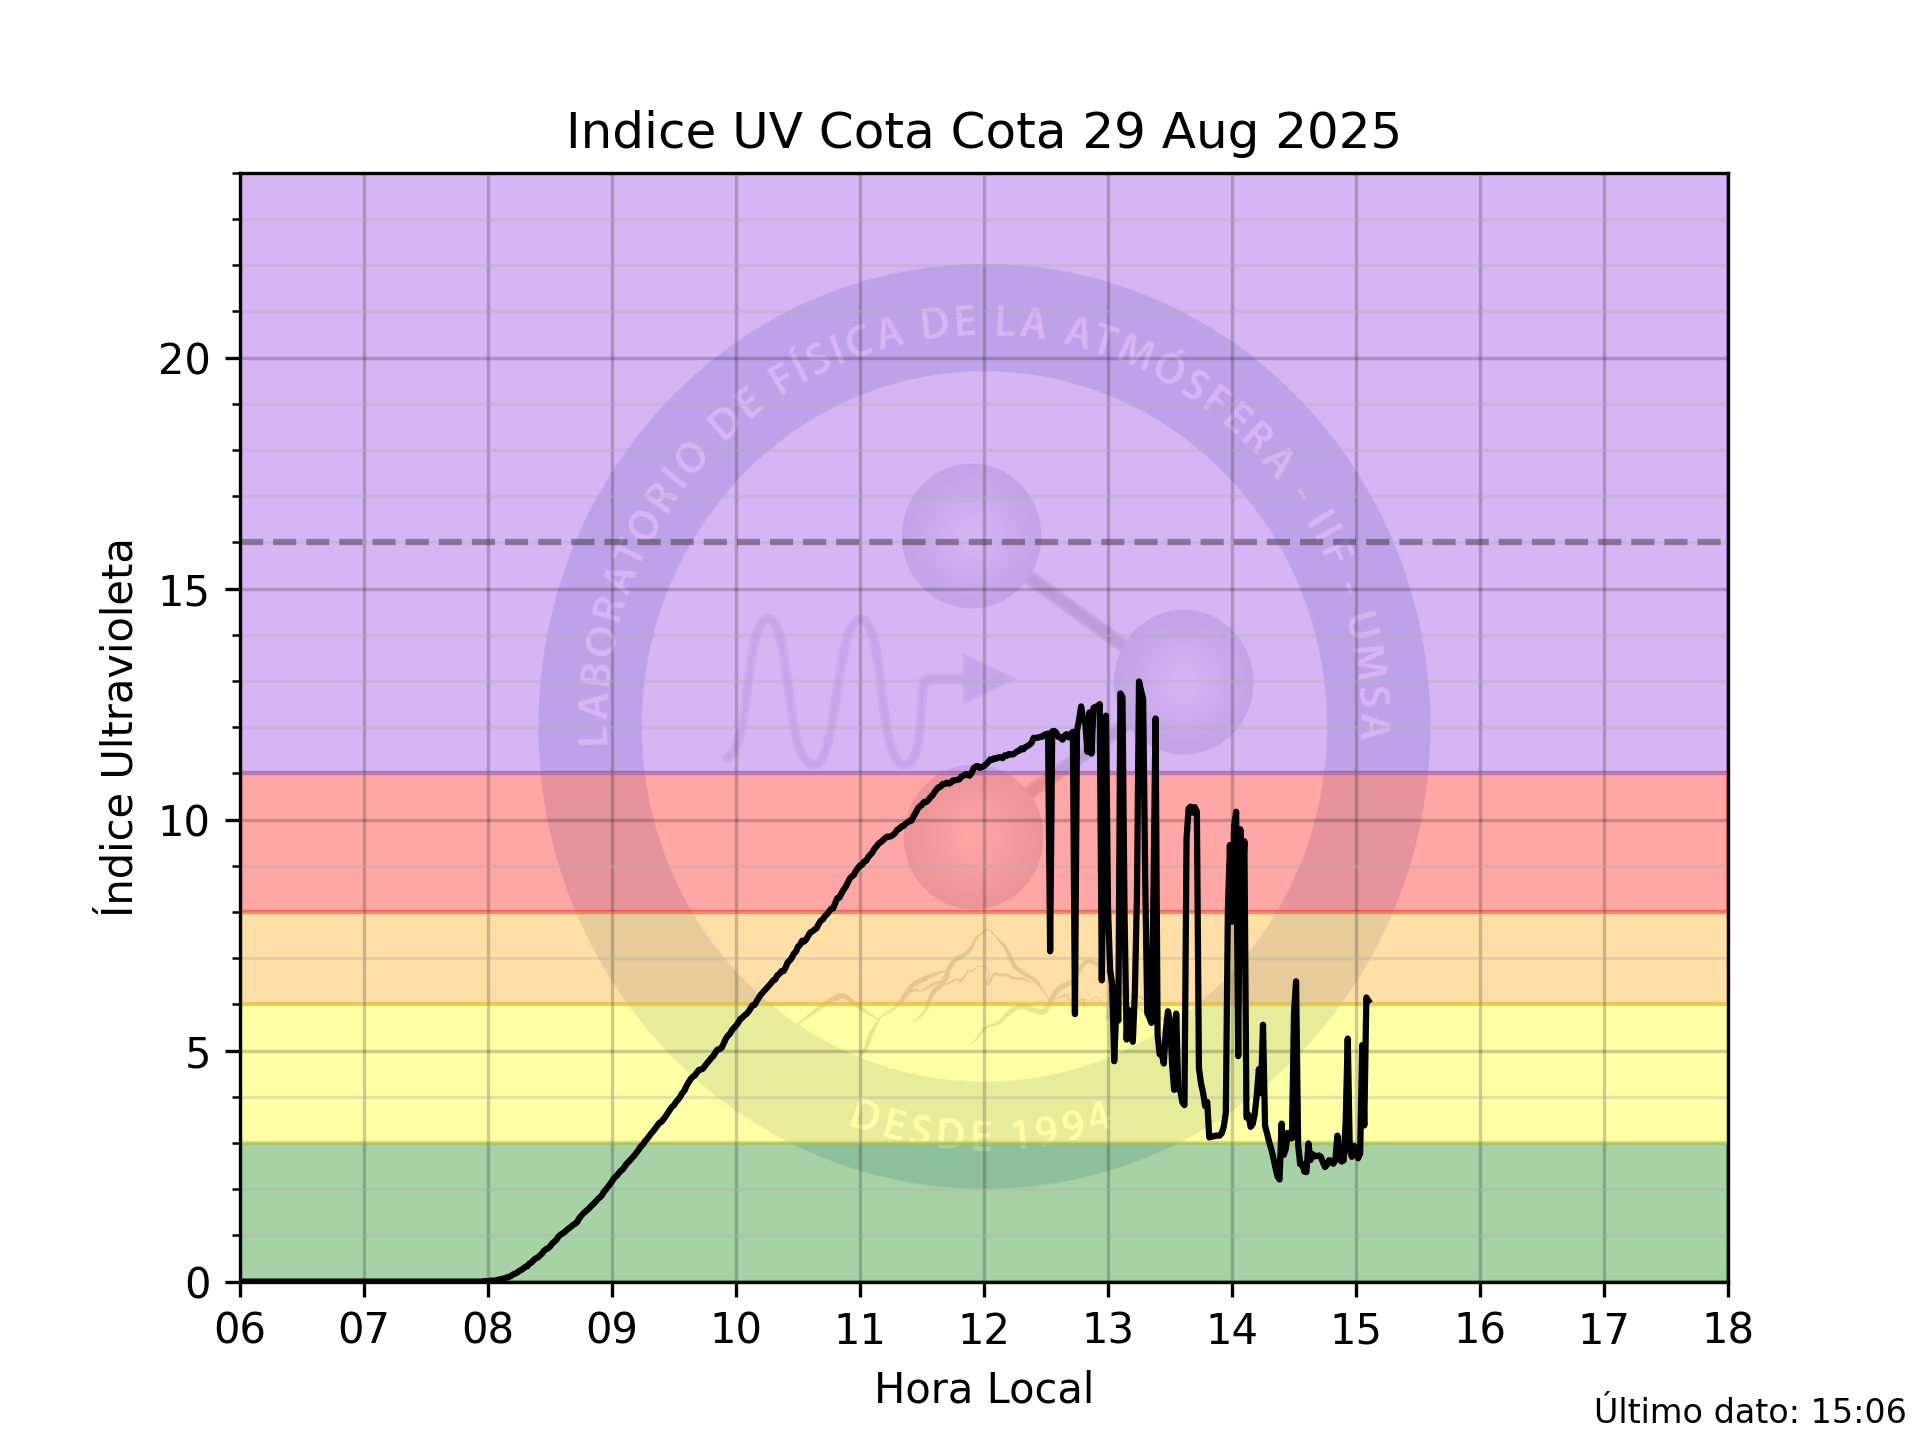 Indice UV Cota Cota 29 Aug 2025
Índice Ultravioleta
20
15
10
5
0
LABORATORIO DE FÍSICA DE LA ATMÓSFERA - IIF - UMSA
DESDE 1994
06 07 08 09 10 11 12 13 14 15 16 17 18
Hora Local
Último dato: 15:06